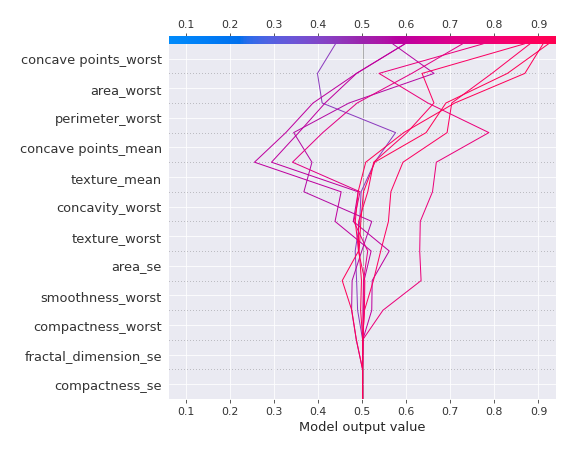 0.1 0.2 0.3 0.4 0.5 0.6 0.7 0.8 0.9
concave points_worst
area_worst
perimeter_worst
concave points_mean
texture_mean
concavity_worst
texture_worst
area_se
smoothness_worst
compactness_worst
fractal_dimension_se
compactness_se
0.1 0.2 0.3 0.4 0.5 0.6 0.7 0.8 0.9
Model output value